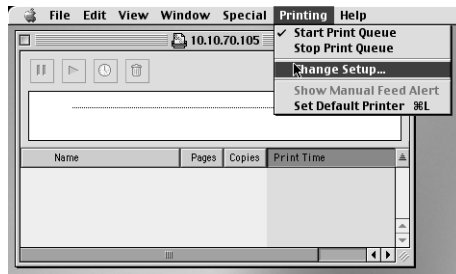 File Edit View Window Special Printing Help
10.10.70.105
✓ Start Print Queue
Stop Print Queue
Change Setup...
Show Manual Feed Alert
Set Default Printer ⌘L
Name Pages Copies Print Time